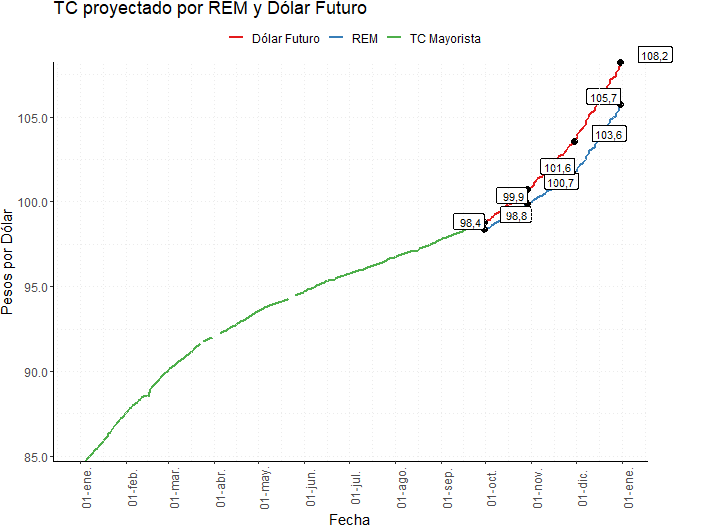 TC proyectado por REM y Dólar Futuro
Dólar Futuro REM TC Mayorista
108,2
105,7
105.0
103,6
101,6
100,7
100.0
99,9
98,8
98,4
95.0
90.0
85.0
Pesos por Dólar
01-ene. 01-feb. 01-mar. 01-abr. 01-may. 01-jun. 01-jul. 01-ago. 01-sep. 01-oct. 01-nov. 01-dic. 01-ene.
Fecha